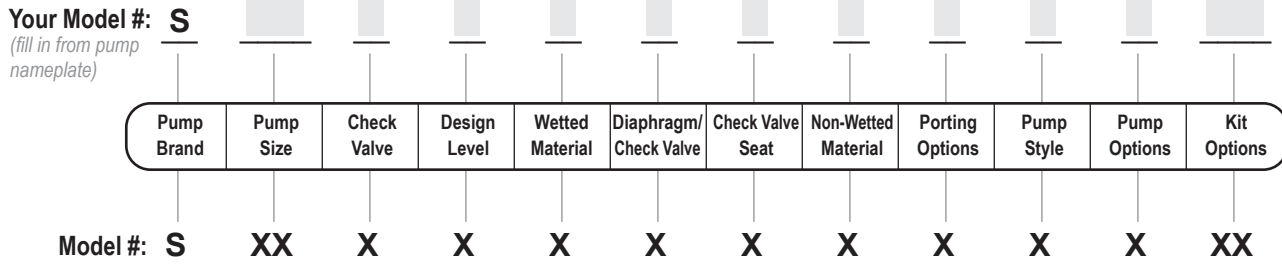 Your Model #: S
(fill in from pump
nameplate)
Pump Pump Check Design Wetted Diaphragm/ Check Valve Non-Wetted Porting Pump Pump Kit
Brand Size Valve Level Material Check Valve Seat Material Options Style Options Options
Model #: S XX X X X X X X X X X XX